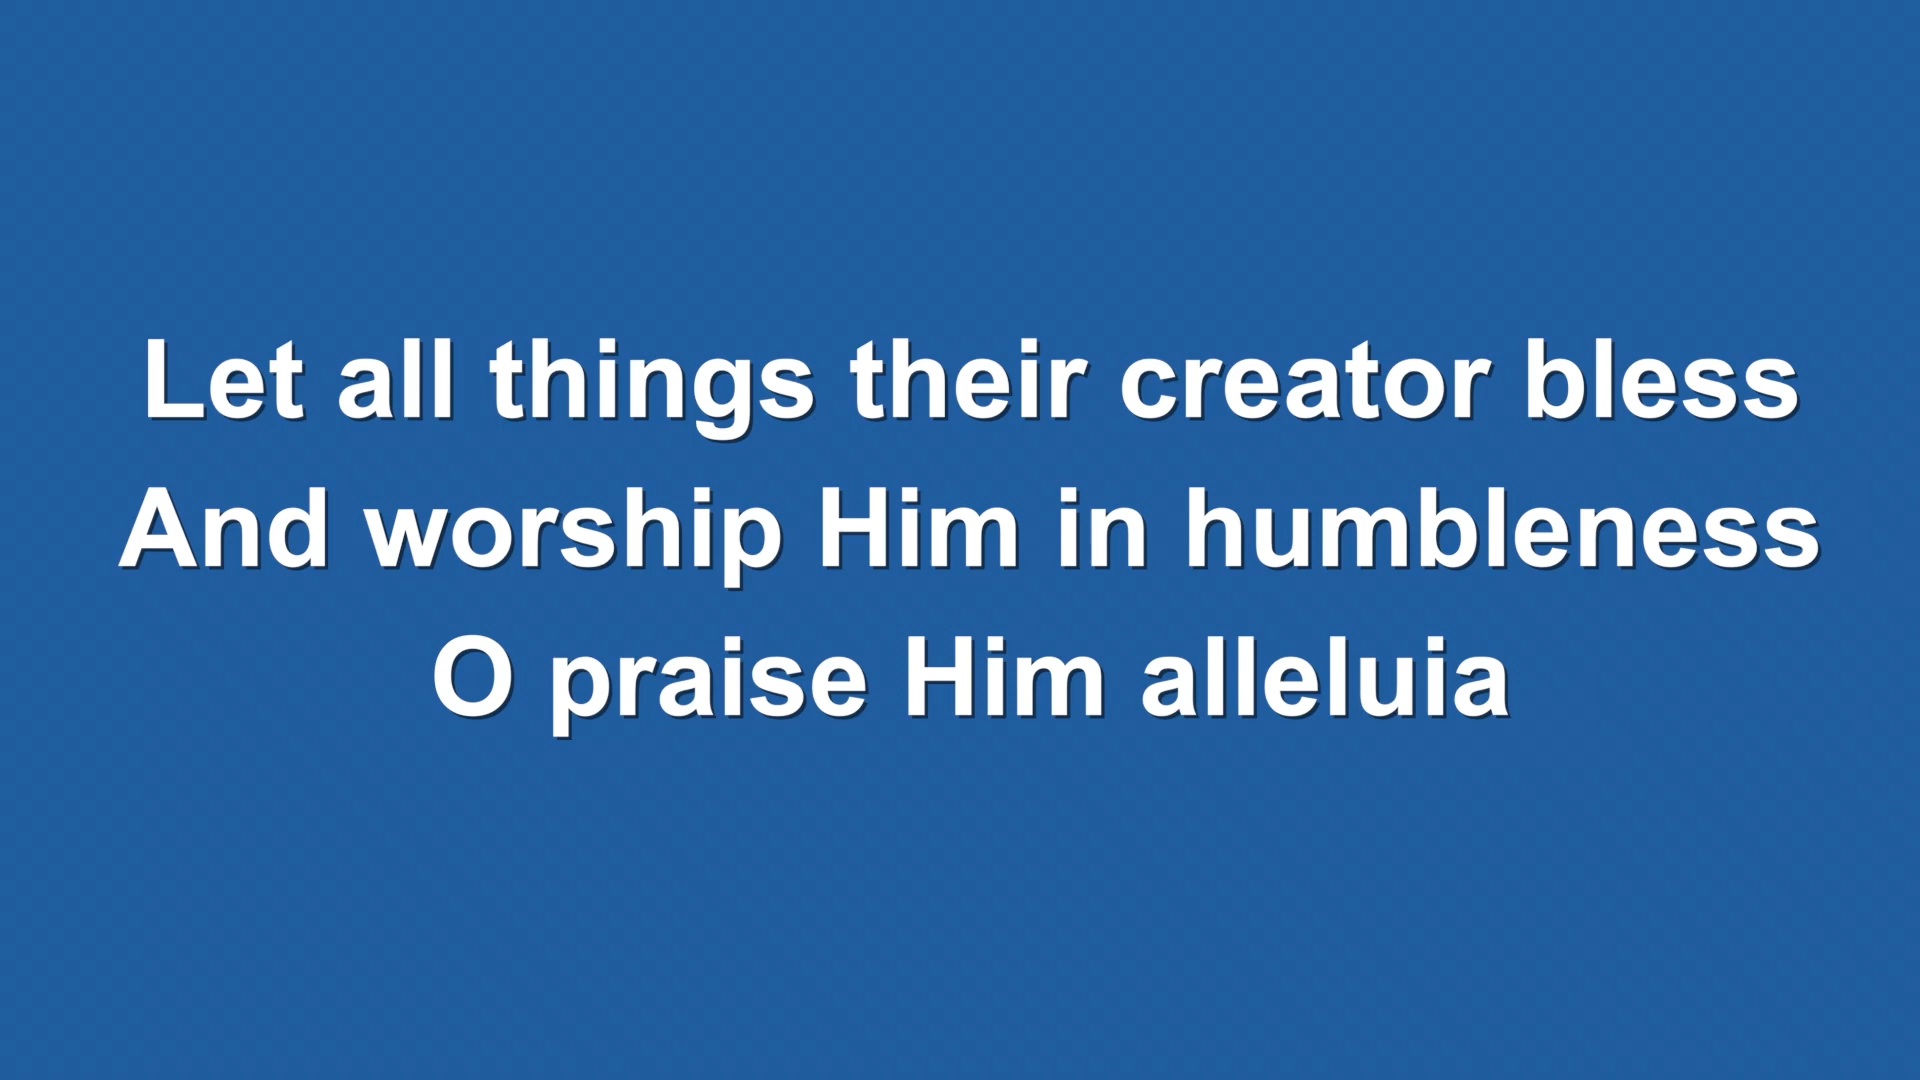 Let all things their creator bless
And worship Him in humbleness
O praise Him alleluia